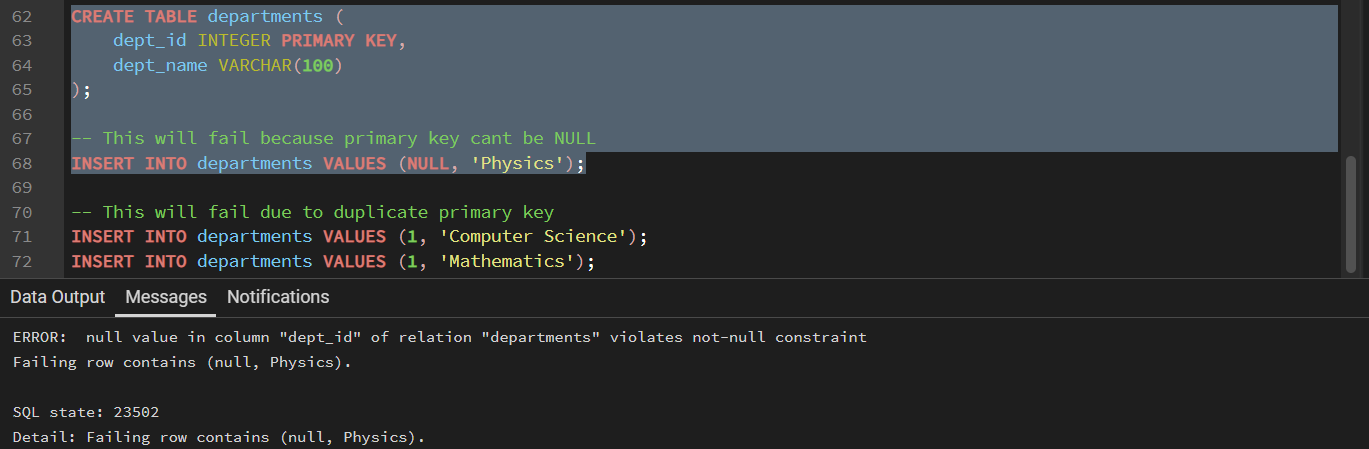 62 CREATE TABLE departments (
63     dept_id INTEGER PRIMARY KEY,
64     dept_name VARCHAR(100)
65 );
66
67 -- This will fail because primary key cant be NULL
68 INSERT INTO departments VALUES (NULL, 'Physics');
69
70 -- This will fail due to duplicate primary key
71 INSERT INTO departments VALUES (1, 'Computer Science');
72 INSERT INTO departments VALUES (1, 'Mathematics');
Data Output Messages Notifications
ERROR:  null value in column "dept_id" of relation "departments" violates not-null constraint
Failing row contains (null, Physics).
SQL state: 23502
Detail: Failing row contains (null, Physics).